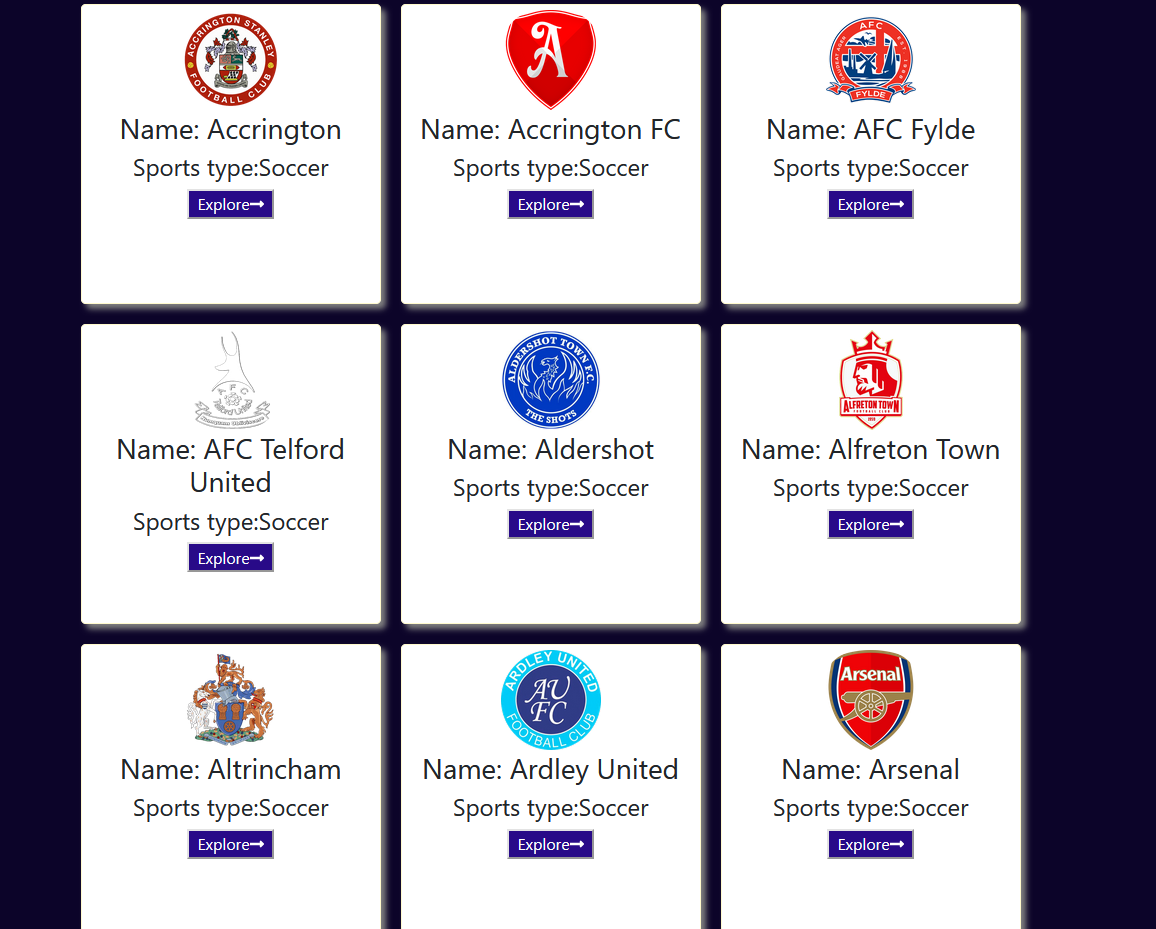 ACCRINGTON STANLEY
FOOTBALL CLUB
A
AFC
FYLDE
Name: Accrington
Name: Accrington FC
Name: AFC Fylde
Sports type:Soccer
Sports type:Soccer
Sports type:Soccer
Explore
Explore
Explore
AFC
Telford United
ALDERSHOT TOWN F.C.
THE SHOTS
ALFRETON TOWN
FOOTBALL CLUB
Name: AFC Telford
United
Name: Aldershot
Name: Alfreton Town
Sports type:Soccer
Sports type:Soccer
Sports type:Soccer
Explore
Explore
Explore
ARDLEY UNITED
AU
FC
FOOTBALL CLUB
Arsenal
Name: Altrincham
Name: Ardley United
Name: Arsenal
Sports type:Soccer
Sports type:Soccer
Sports type:Soccer
Explore
Explore
Explore